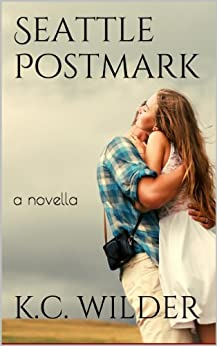 SEATTLE
POSTMARK
a novella
K.C. WILDER